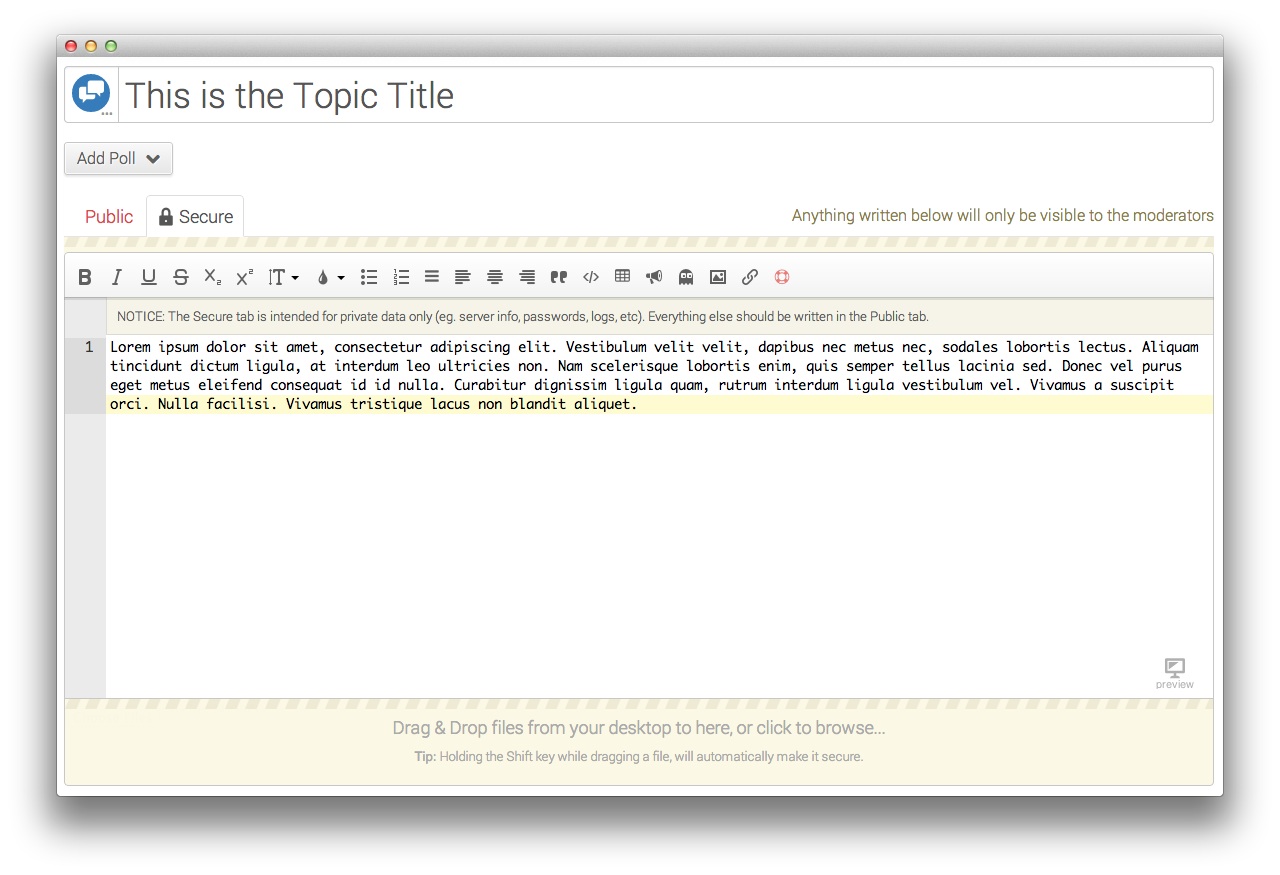 This is the Topic Title
Add Poll
Public Secure Anything written below will only be visible to the moderators
NOTICE: The Secure tab is intended for private data only (eg. server info, passwords, logs, etc). Everything else should be written in the Public tab.
1 Lorem ipsum dolor sit amet, consectetur adipiscing elit. Vestibulum velit velit, dapibus nec metus nec, sodales lobortis lectus. Aliquam
tincidunt dictum ligula, at interdum leo ultricies non. Nam scelerisque lobortis enim, quis semper tellus lacinia sed. Donec vel purus
eget metus eleifend consequat id id nulla. Curabitur dignissim ligula quam, rutrum interdum ligula vestibulum vel. Vivamus a suscipit
orci. Nulla facilisi. Vivamus tristique lacus non blandit aliquet.
preview
Drag & Drop files from your desktop to here, or click to browse...
Tip: Holding the Shift key while dragging a file, will automatically make it secure.